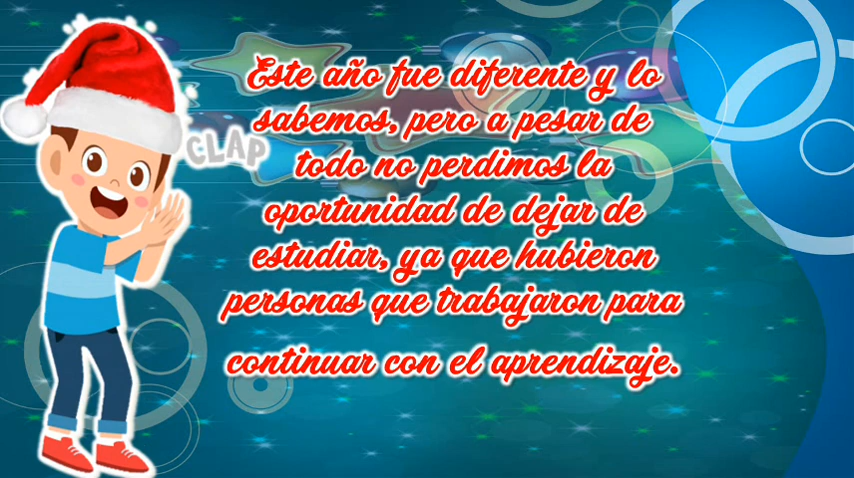 Este año fue diferente y lo
sabemos, pero a pesar de
todo no perdimos la
oportunidad de dejar de
estudiar, ya que hubieron
personas que trabajaron para
continuar con el aprendizaje.
CLAP